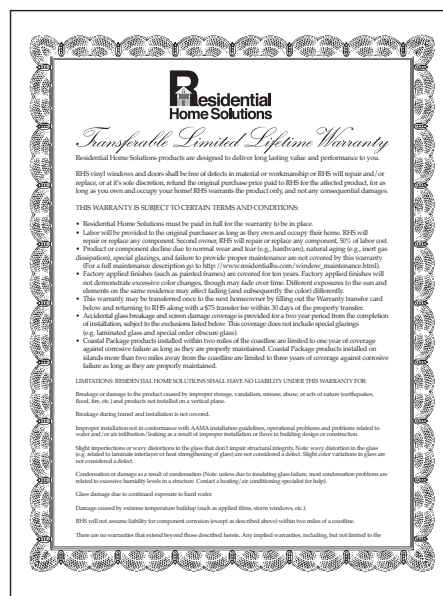 Residential
Home Solutions
Transferable Limited Lifetime Warranty
Residential Home Solutions products are designed to deliver long lasting value and performance to you.
RHS vinyl windows and doors shall be free of defects in material or workmanship or RHS will repair and/or
replace, or at it's sole discretion, refund the original purchase price paid to RHS for the affected product, for as
long as you own and occupy your home! RHS warrants the product only, and not any consequential damages.
THIS WARRANTY IS SUBJECT TO CERTAIN TERMS AND CONDITIONS:
• Residential Home Solutions must be paid in full for the warranty to be in place.
• Labor will be provided to the original purchaser as long as they own and occupy their home. RHS will
repair or replace any component. Second owner, RHS will repair or replace any component, 50% of labor cost.
• Product or component decline due to normal wear and tear (e.g., hardware), natural aging (e.g., inert gas
dissipation), special glazings, and failure to provide proper maintenance are not covered by this warranty
(For a full maintenance description go to http://www.residentialhs.com/window_maintenance.html).
• Factory applied finishes (such as painted frames) are covered for ten years. Factory applied finishes will
not demonstrate excessive color changes, though may fade over time. Different exposures to the sun and
elements on the same residence may affect fading (and subsequently the color) differently.
• This warranty may be transferred once to the next homeowner by filling out the Warranty transfer card
below and returning to RHS along with a $75 transfer fee within 30 days of the property transfer.
• Accidental glass breakage and screen damage coverage is provided for a two year period from the completion
of installation, subject to the exclusions listed below. This coverage does not include special glazings
(e.g. laminated glass and special order obscure glass).
• Coastal Package products installed within two miles of the coastline are limited to one year of coverage
against corrosive failure as long as they are properly maintained. Coastal Package products installed on
islands more than two miles away from the coastline are limited to three years of coverage against corrosive
failure as long as they are properly maintained.
LIMITATIONS: RESIDENTIAL HOME SOLUTIONS SHALL HAVE NO LIABILITY UNDER THIS WARRANTY FOR:
Breakage or damage to the product caused by improper storage, vandalism, misuse, abuse, or acts of nature (earthquakes,
flood, fire, etc.) and products not installed on a vertical plane.
Breakage during transit and installation is not covered.
Improper installation not in conformance with AAMA installation guidelines, operational problems and problems related to
water and/or air infiltration/leaking as a result of improper installation or flaws in building design or construction.
Slight imperfections or wavy distortions in the glass that don't impair structural integrity. Note: wavy distortion in the glass
(e.g. related to laminate interlayer or heat strengthening of glass) are not considered a defect. Slight color variations in glass are
not considered a defect.
Condensation or damage as a result of condensation (Note: unless due to insulating glass failure, most condensation problems are
related to excessive humidity levels in a structure. Contact a heating/air conditioning specialist for help).
Glass damage due to continued exposure to hard water.
Damage caused by extreme temperature buildup (such as applied films, storm windows, etc.).
RHS will not assume liability for component corrosion (except as described above) within two miles of a coastline.
There are no warranties that extend beyond those described herein. Any implied warranties, including, but not limited to the